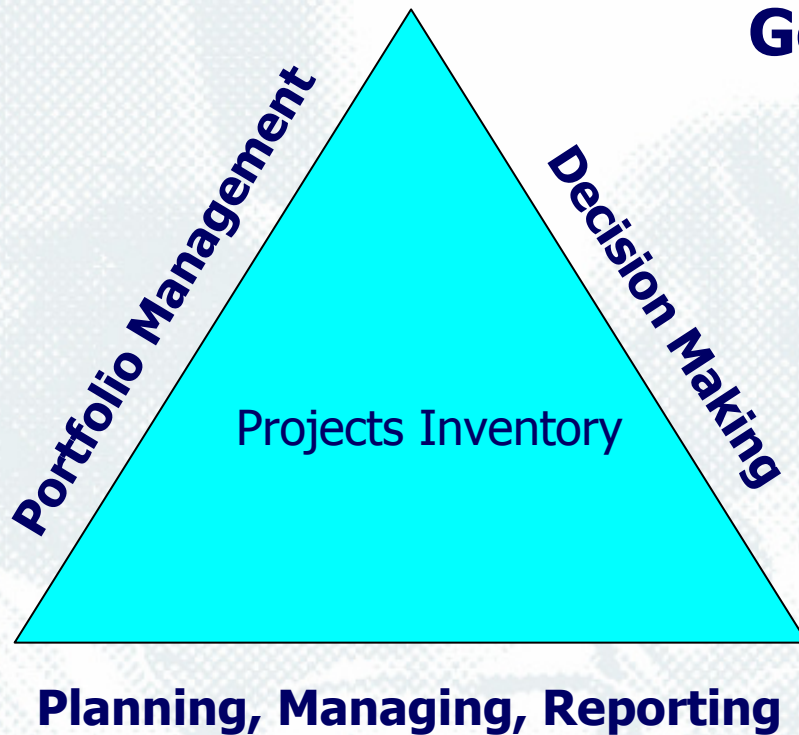 Portfolio Management
Decision Making
Projects Inventory
Planning, Managing, Reporting